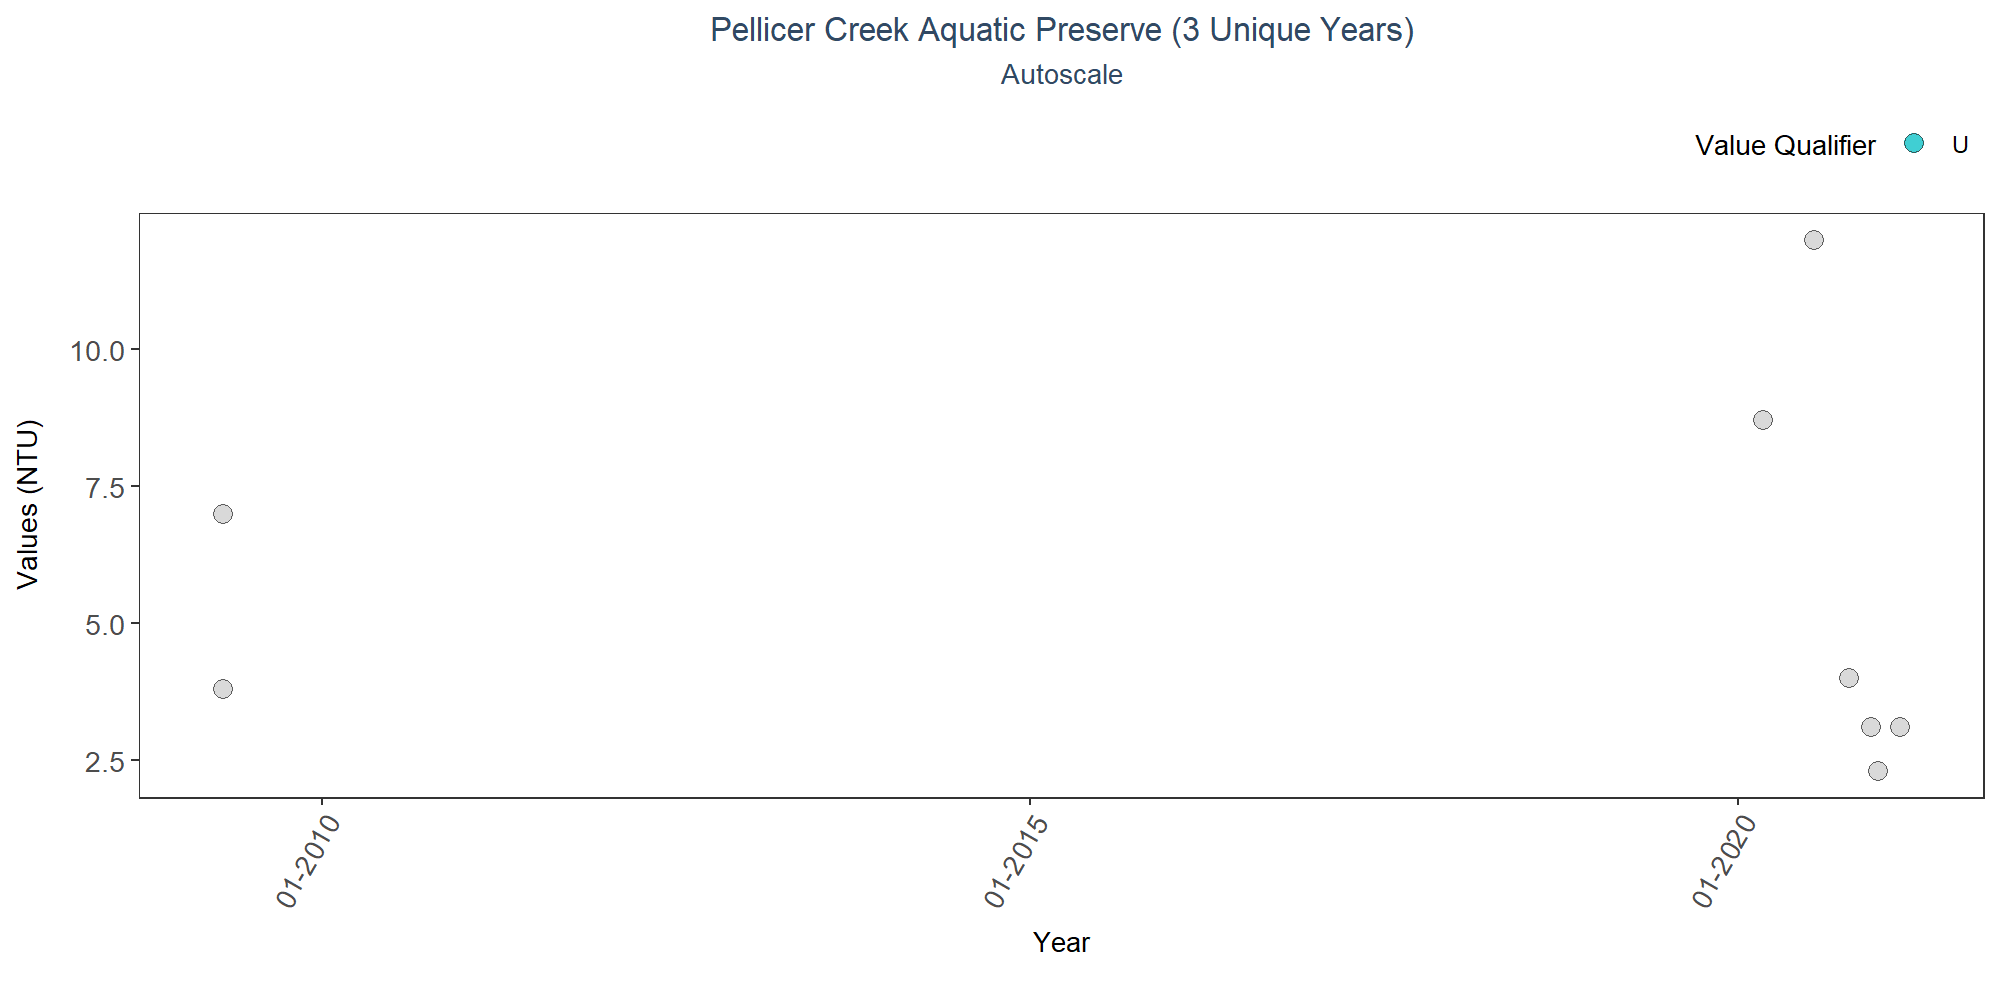 Pellicer Creek Aquatic Preserve (3 Unique Years)
Autoscale
Value Qualifier U
Values (NTU)
10.0
7.5
5.0
2.5
01-2010
01-2015
01-2020
Year